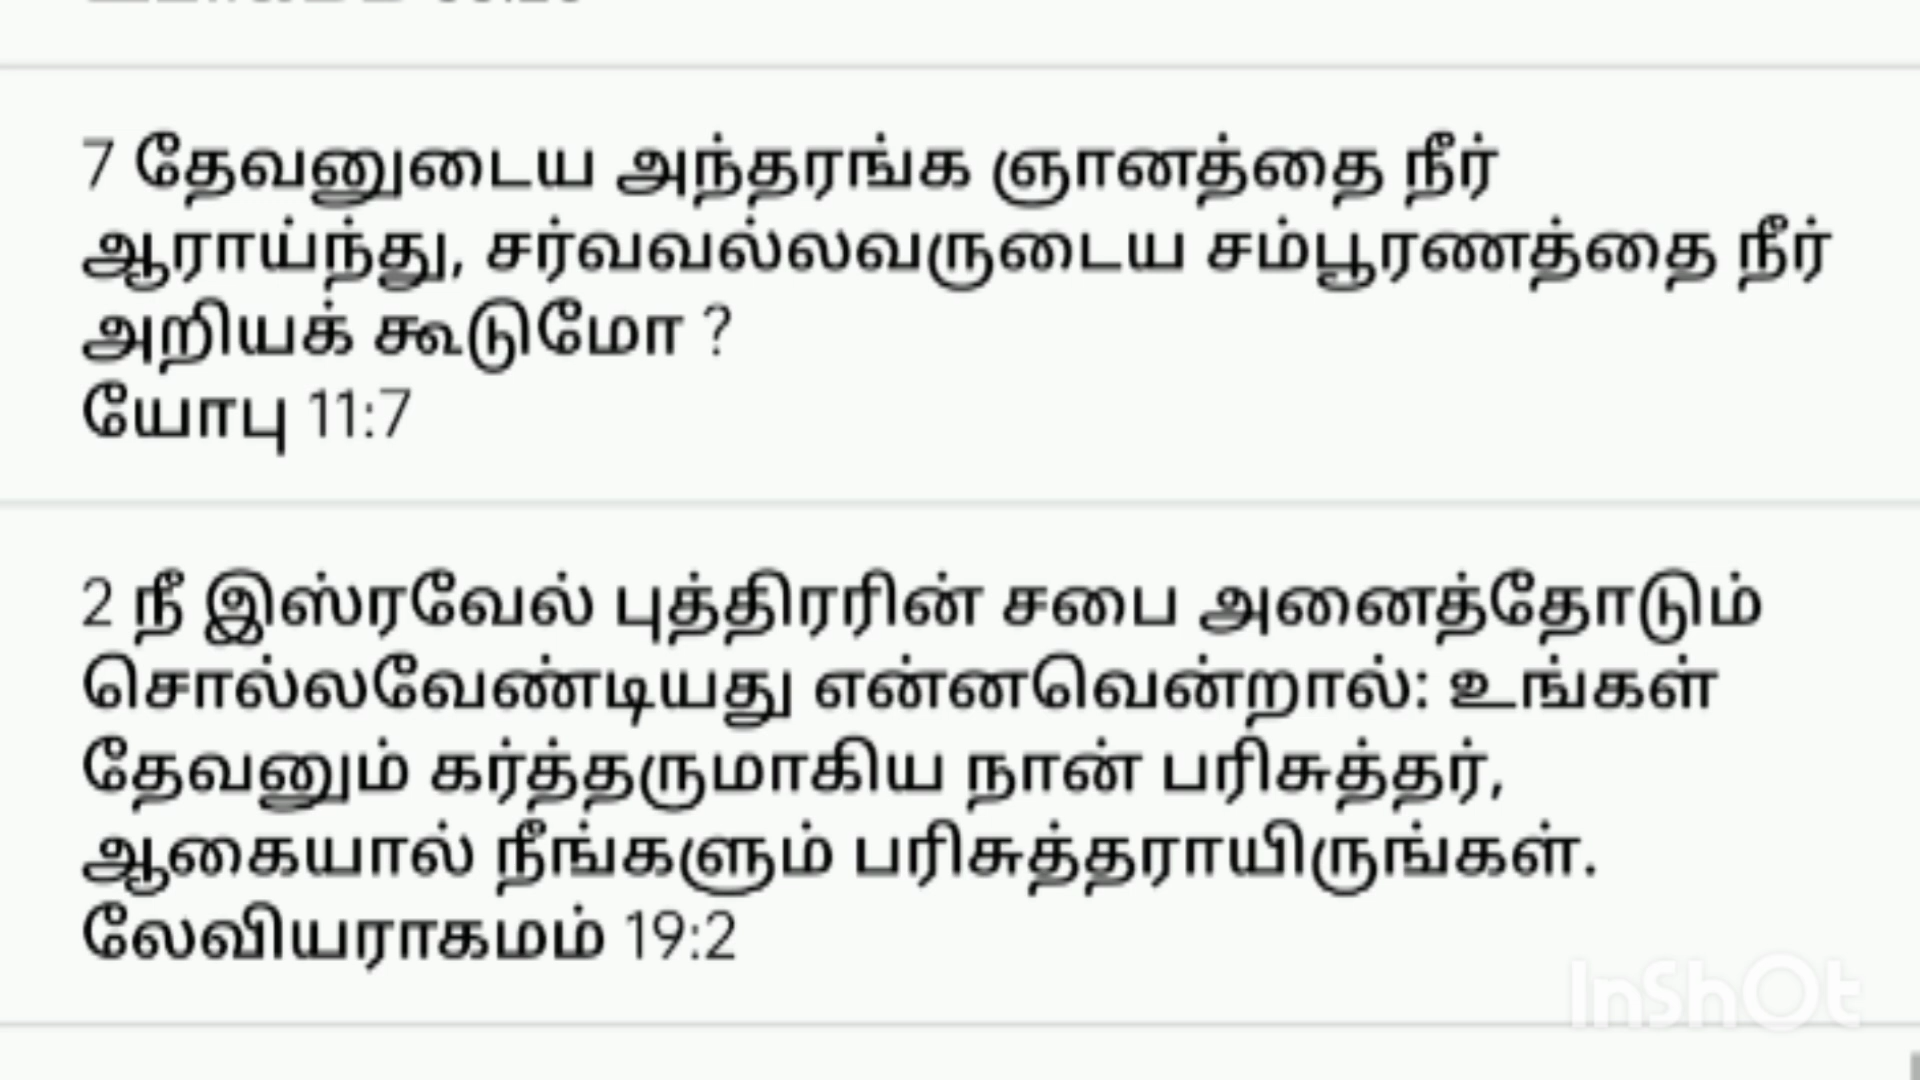 7 தேவனுடைய அந்தரங்க ஞானத்தை நீர்
ஆராய்ந்து, சர்வவல்லவருடைய சம்பூரணத்தை நீர்
அறியக் கூடுமோ ?
யோபு 11:7
2 நீ இஸ்ரவேல் புத்திரரின் சபை அனைத்தோடும்
சொல்லவேண்டியது என்னவென்றால்: உங்கள்
தேவனும் கர்த்தருமாகிய நான் பரிசுத்தர்,
ஆகையால் நீங்களும் பரிசுத்தராயிருங்கள்.
லேவியராகமம் 19:2
InShOt